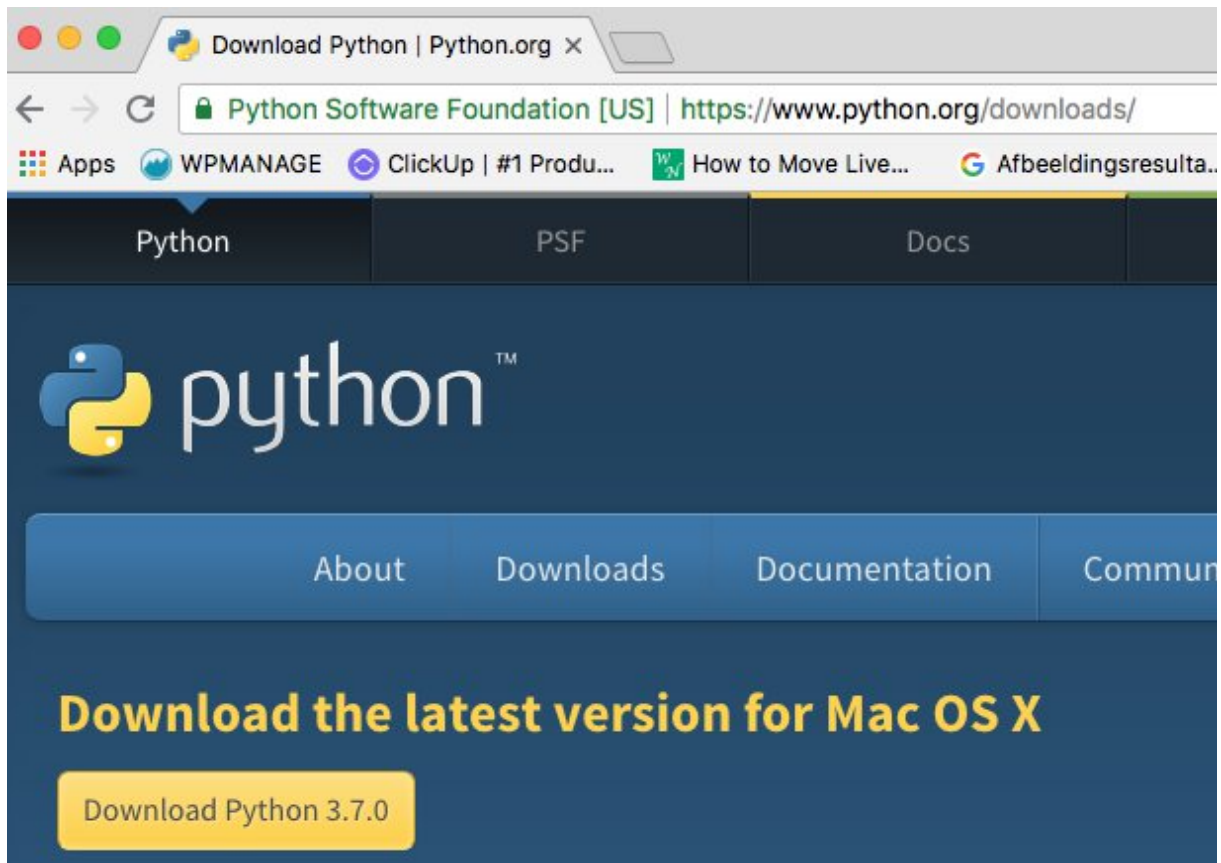 Download Python | Python.org
Python Software Foundation [US] | https://www.python.org/downloads/
Apps WPMANAGE ClickUp | #1 Produ... How to Move Live... Afbeeldingsresulta...
Python PSF Docs
python™
About Downloads Documentation Commun
Download the latest version for Mac OS X
Download Python 3.7.0